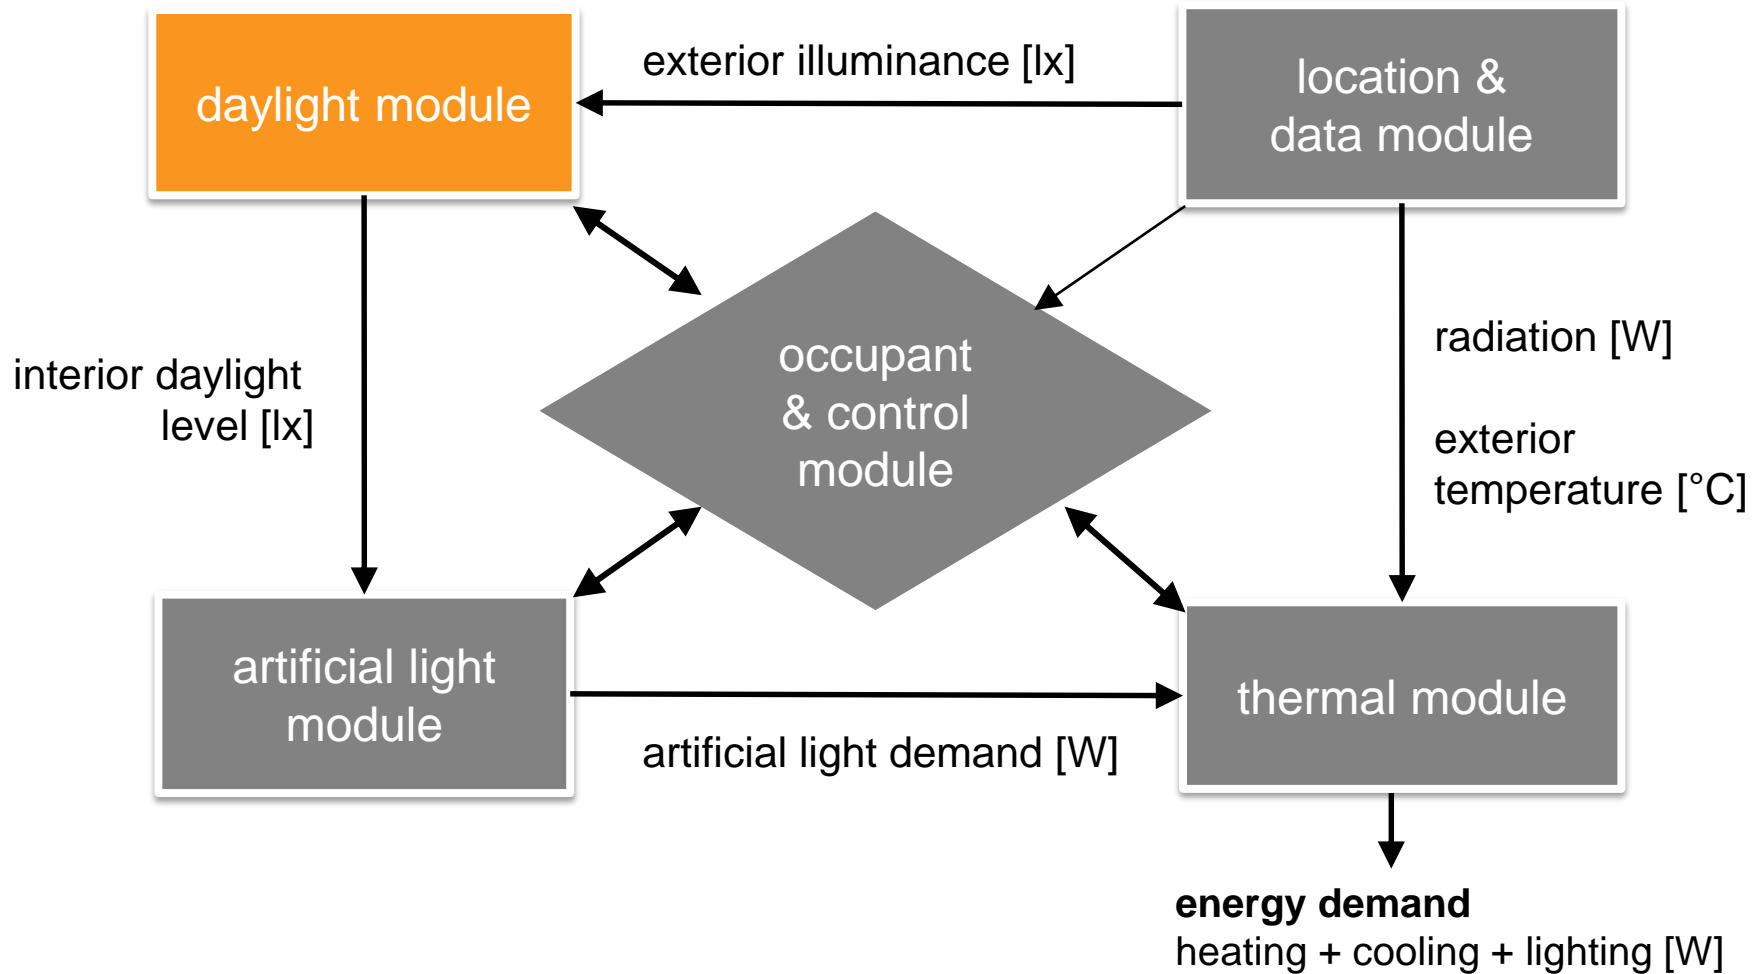 daylight module
exterior illuminance [lx]
location &
data module
occupant
& control
module
interior daylight
level [lx]
radiation [W]
exterior
temperature [°C]
artificial light
module
artificial light demand [W]
thermal module
energy demand
heating + cooling + lighting [W]